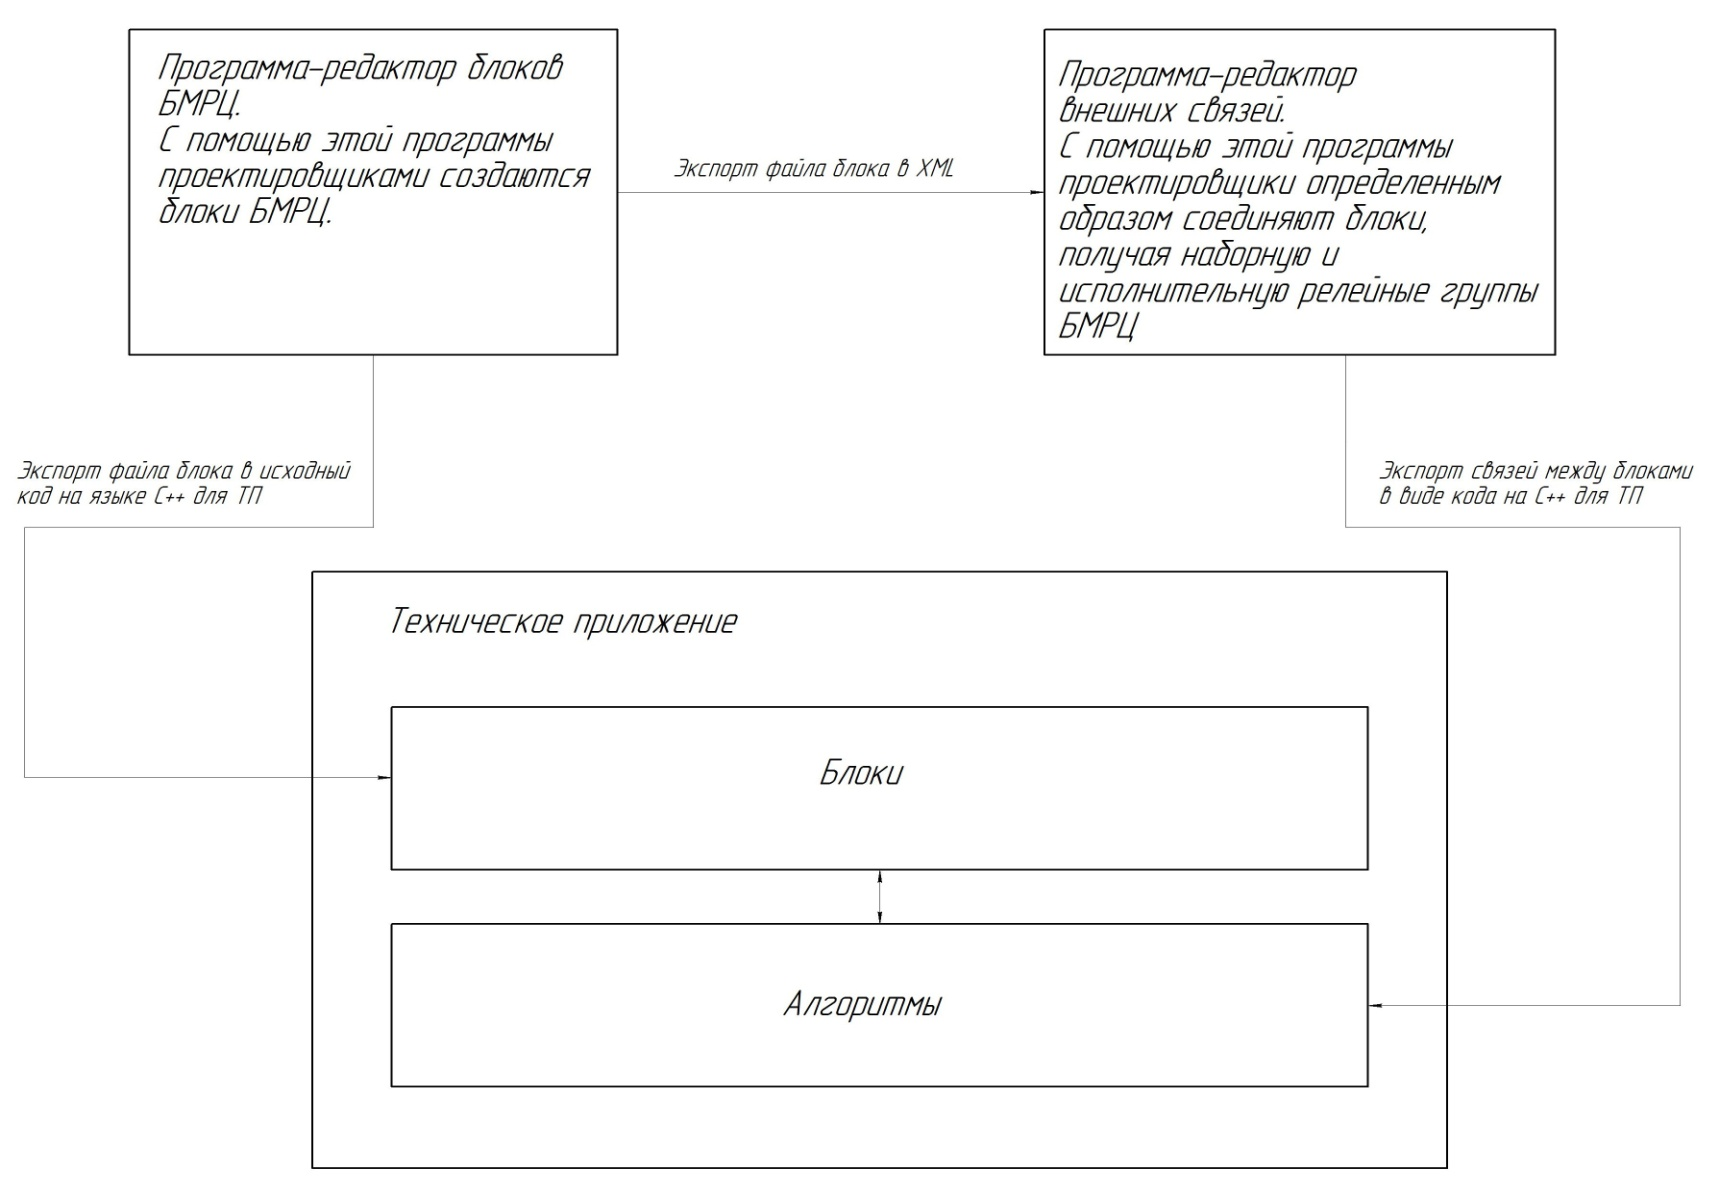 Программа-редактор блоков
БМРЦ.
С помощью этой программы
проектировщиками создаются
блоки БМРЦ.
Экспорт файла блока в XML
Программа-редактор
внешних связей.
С помощью этой программы
проектировщики определенным
образом соединяют блоки,
получая наборную и
исполнительную релейные группы
БМРЦ
Экспорт файла блока в исходный
код на языке С++ для ТП
Экспорт связей между блоками
в виде кода на С++ для ТП
Техническое приложение
Блоки
Алгоритмы